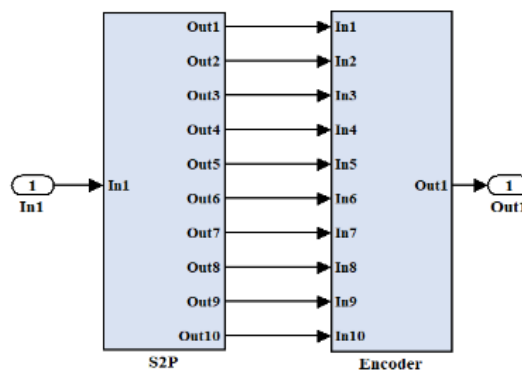 Out1 In1
Out2 In2
Out3 In3
Out4 In4
Out5 In5
1 In1 Out1 1
In1 Out6 In6 Out1
Out7 In7
Out8 In8
Out9 In9
Out10 In10
S2P Encoder